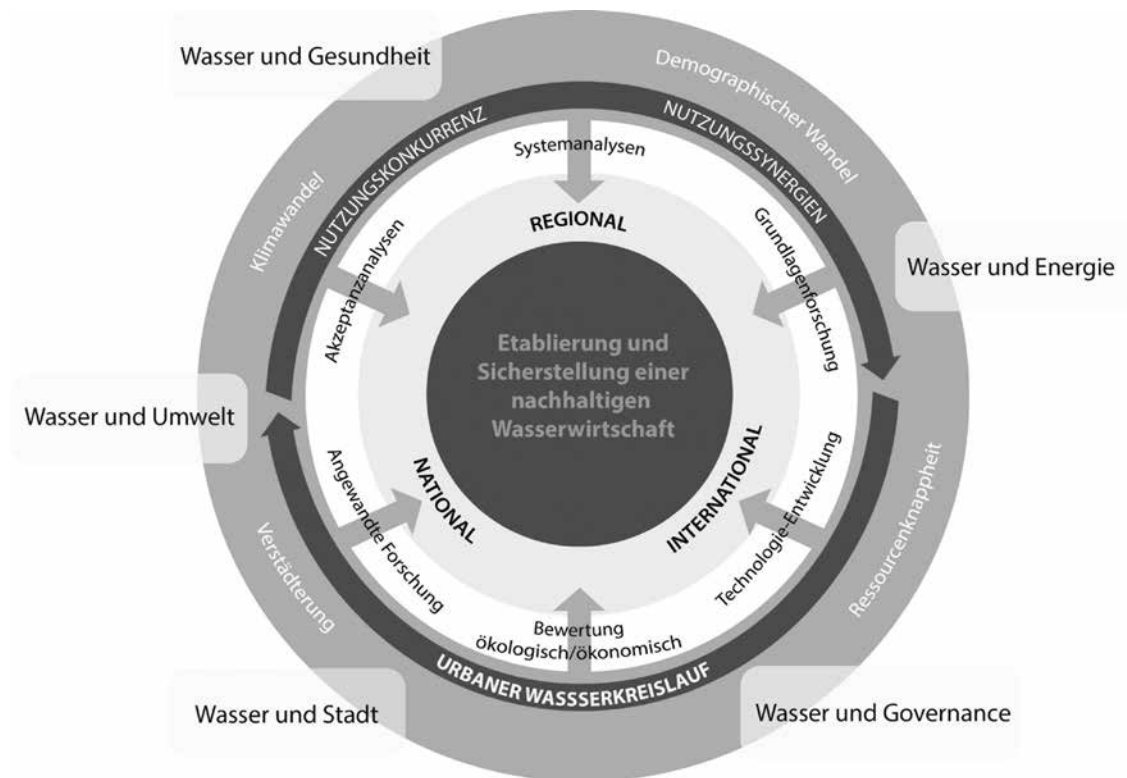 Wasser und Gesundheit
Demographischer Wandel
NUTZUNGSKONKURRENZ
NUTZUNGSSYNERGIEN
Systemanalysen
Klimawandel
REGIONAL
Akzeptanzanalysen
Grundlagenforschung
Wasser und Energie
Etablierung und
Sicherstellung einer
nachhaltigen
Wasserwirtschaft
Wasser und Umwelt
NATIONAL
INTERNATIONAL
Angewandte Forschung
Technologie-Entwicklung
Verstädterung
Ressourcenknappheit
Bewertung
ökologisch/ökonomisch
URBANER WASSSERKREISLAUF
Wasser und Stadt
Wasser und Governance